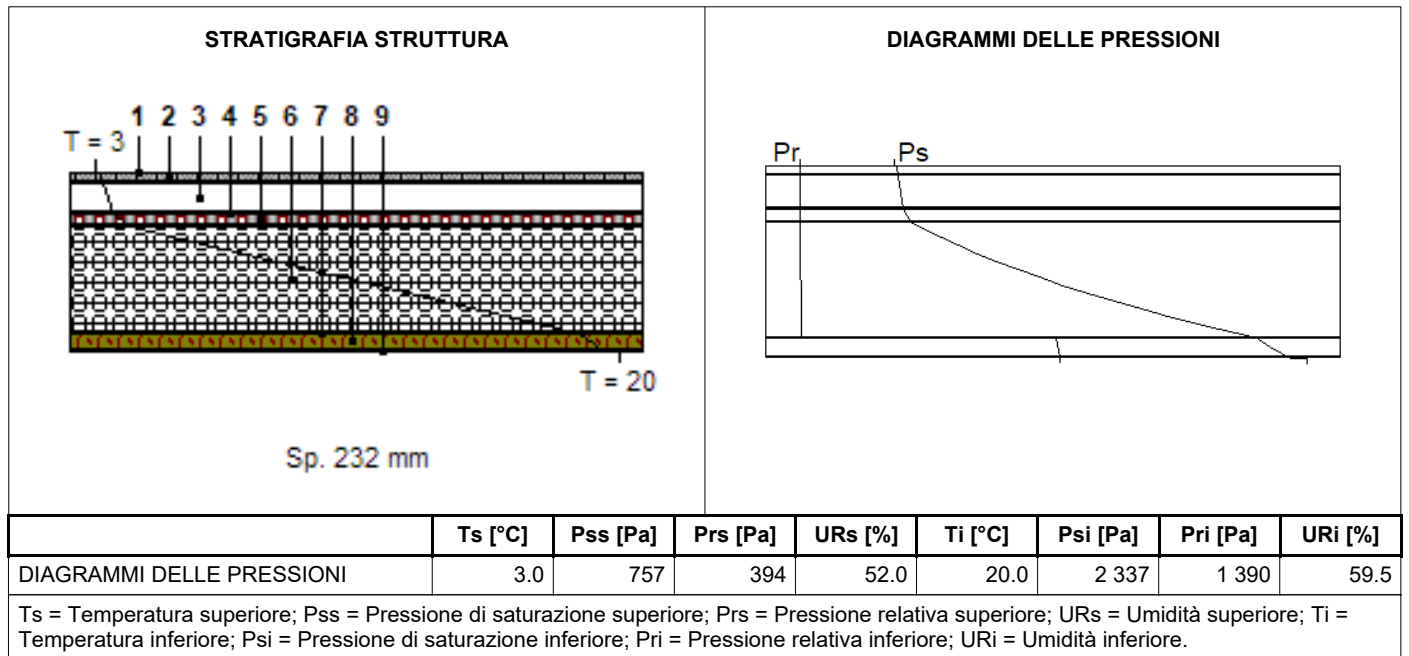 STRATIGRAFIA STRUTTURA
DIAGRAMMI DELLE PRESSIONI
1 2 3 4 5 6 7 8 9
T = 3
T = 20
Sp. 232 mm
Pr
Ps
Ts [°C] Pss [Pa] Prs [Pa] URs [%] Ti [°C] Psi [Pa] Pri [Pa] URi [%]
DIAGRAMMI DELLE PRESSIONI 3.0 757 394 52.0 20.0 2 337 1 390 59.5
Ts = Temperatura superiore; Pss = Pressione di saturazione superiore; Prs = Pressione relativa superiore; URs = Umidità superiore; Ti =
Temperatura inferiore; Psi = Pressione di saturazione inferiore; Pri = Pressione relativa inferiore; URi = Umidità inferiore.